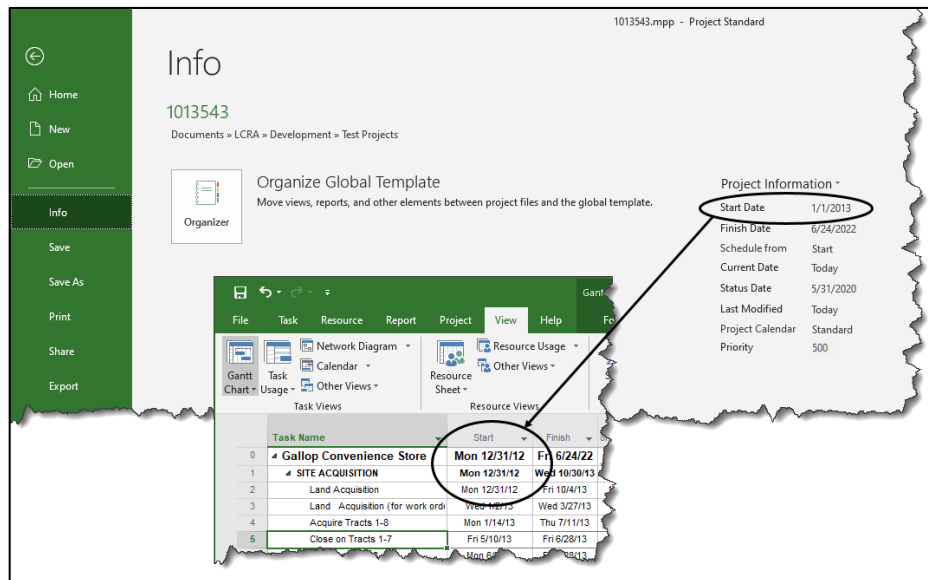 1013543.mpp - Project Standard
Info
Home
New
Open
Info
Save
Save As
Print
Share
Export
1013543
Documents » LCRA » Development » Test Projects
Organizer
Organize Global Template
Move views, reports, and other elements between project files and the global template.
Project Information
Start Date 1/1/2013
Finish Date 6/24/2022
Schedule from Start
Current Date Today
Status Date 5/31/2020
Last Modified Today
Project Calendar Standard
Priority 500
File Task Resource Report Project View Help
Gantt Chart
Task Usage
Network Diagram
Calendar
Other Views
Task Views
Resource Sheet
Resource Usage
Other Views
Resource Views
Task Name Start Finish
0 Gallop Convenience Store Mon 12/31/12 Fri 6/24/22
1 SITE ACQUISITION Mon 12/31/12 Wed 10/30/13
2 Land Acquisition Mon 12/31/12 Fri 10/4/13
3 Land Acquisition (for work orde Wed 1/2/13 Wed 3/27/13
4 Acquire Tracts 1-8 Mon 1/14/13 Thu 7/11/13
5 Close on Tracts 1-7 Fri 5/10/13 Fri 6/28/13